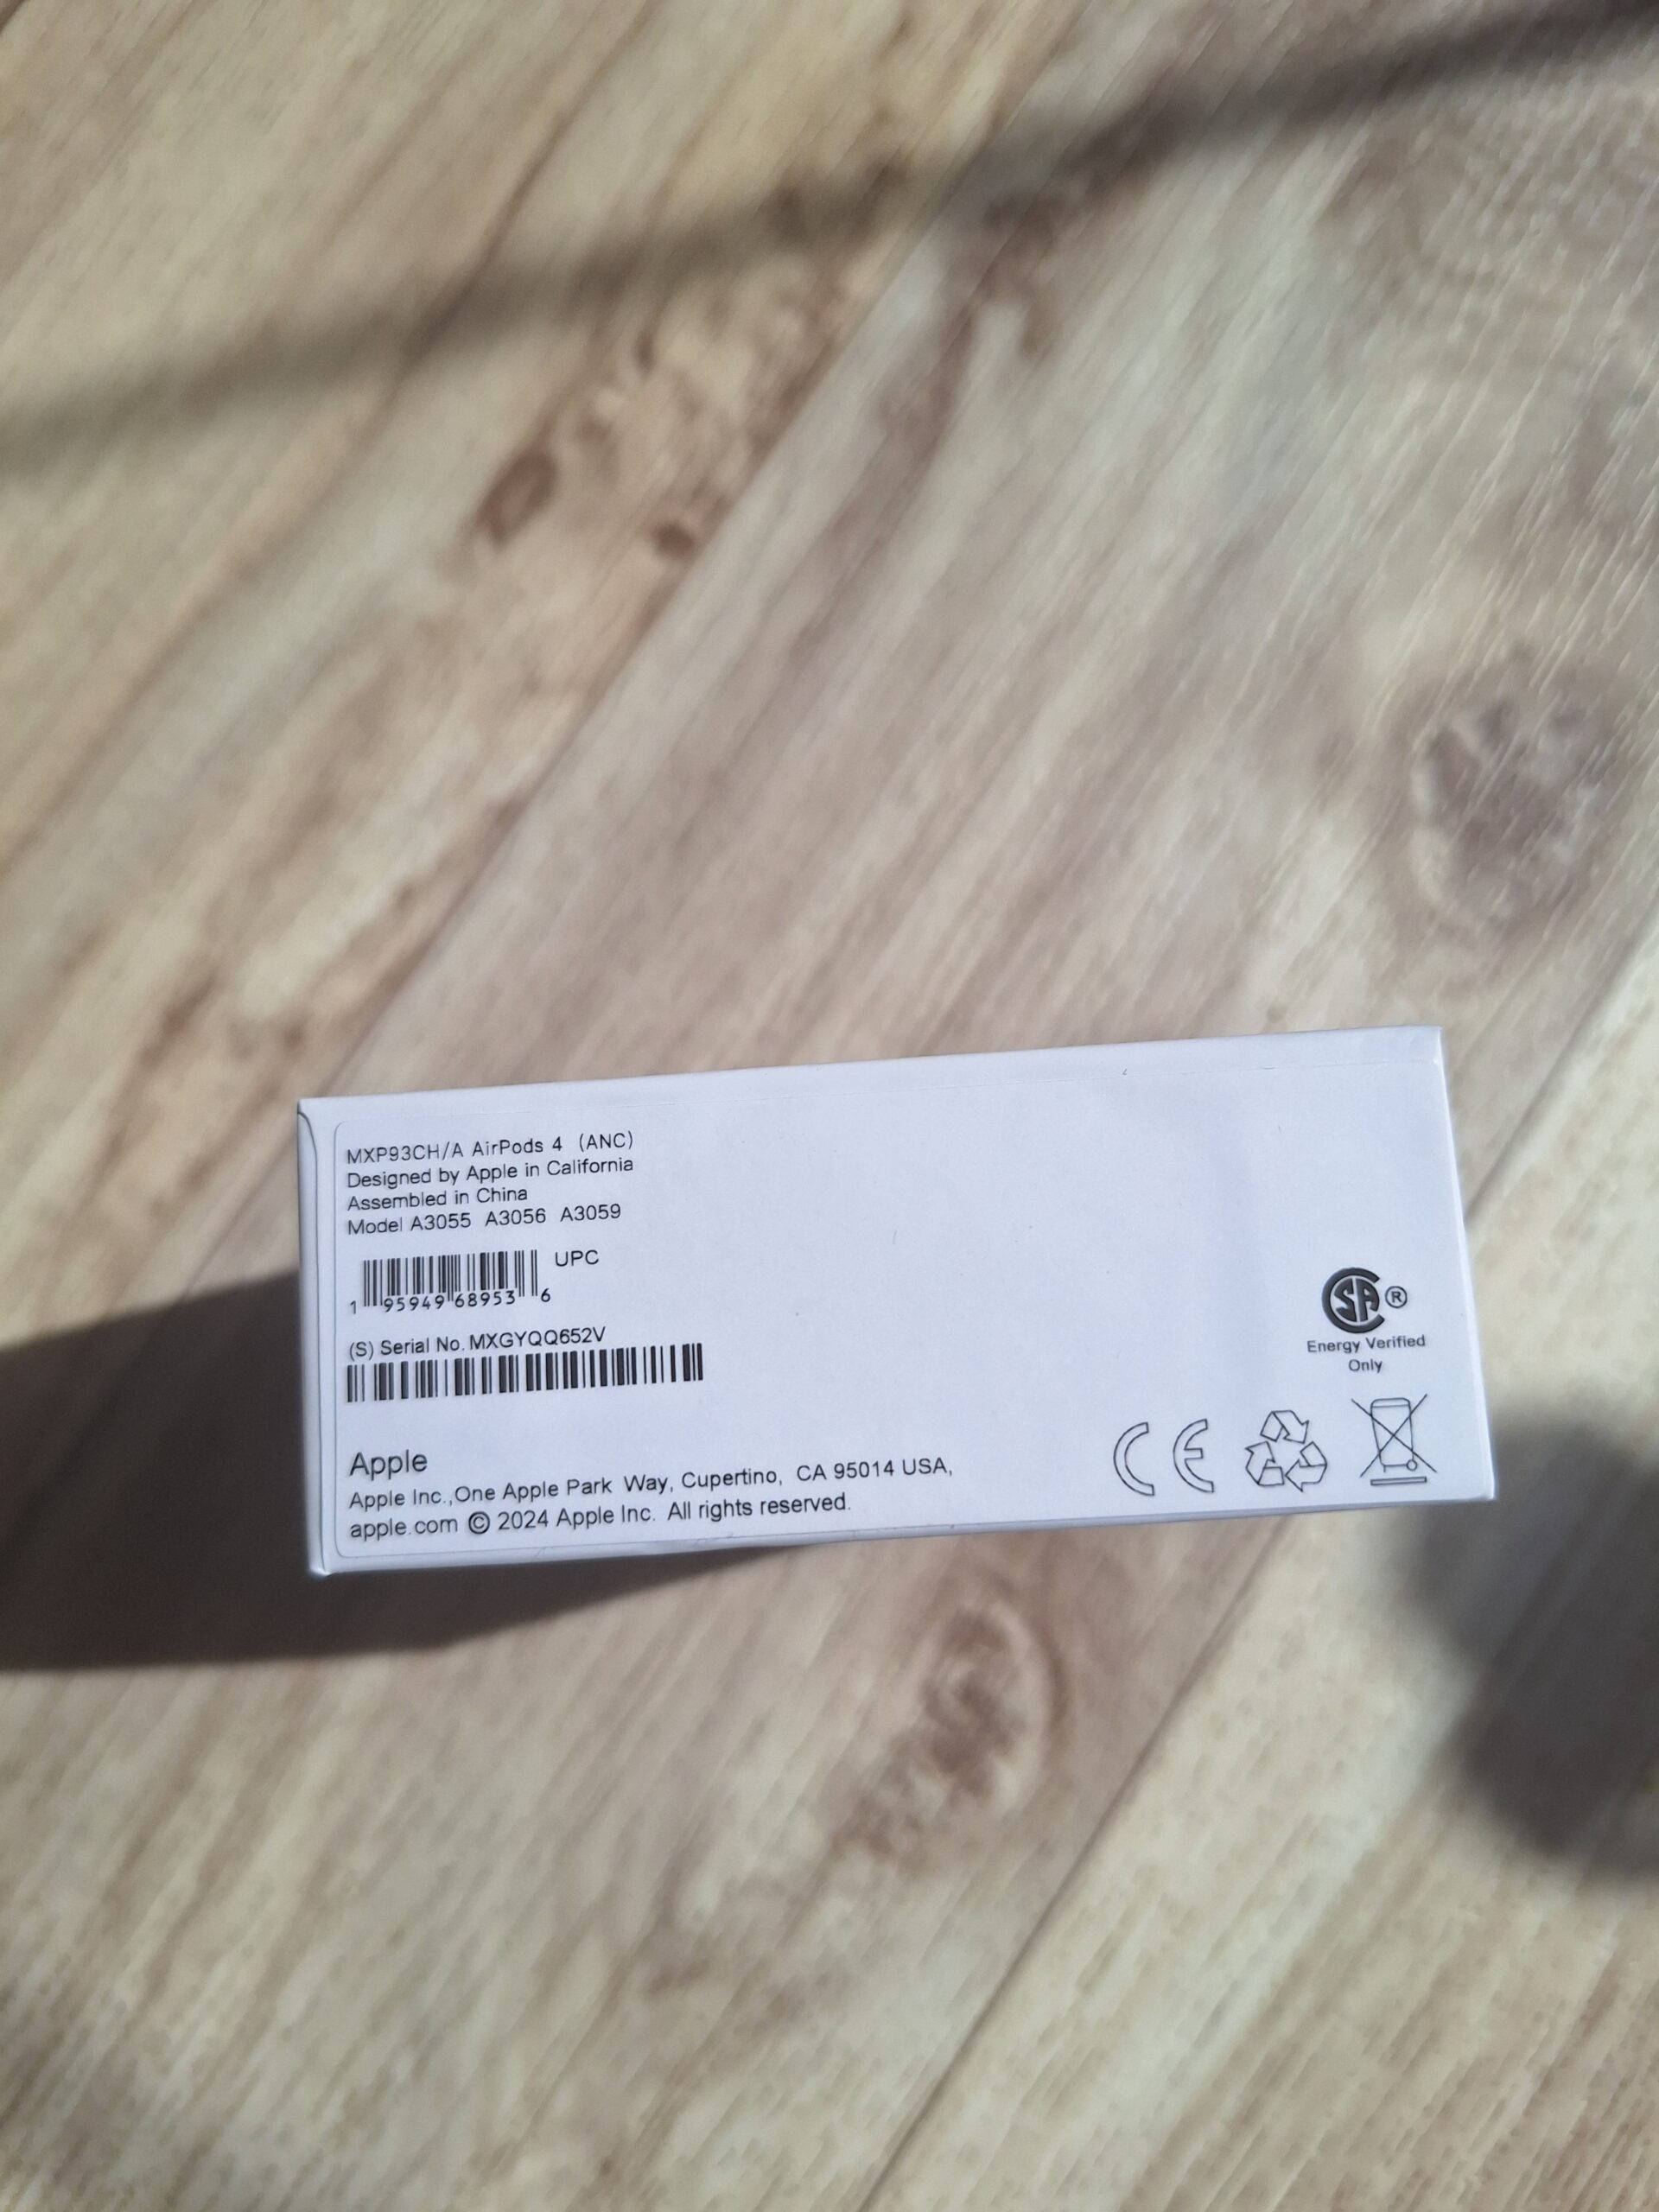 MXP93CH/A AirPods 4 (ANC)
Designed by Apple in California
Assembled in China
Model A3055 A3056 A3059
UPC
1 95949 68953 6
(S) Serial No. MXGYQQ652V
SA ®
Energy Verified
Only
Apple
Apple Inc.,One Apple Park Way, Cupertino, CA 95014 USA,
apple.com © 2024 Apple Inc. All rights reserved.
CE